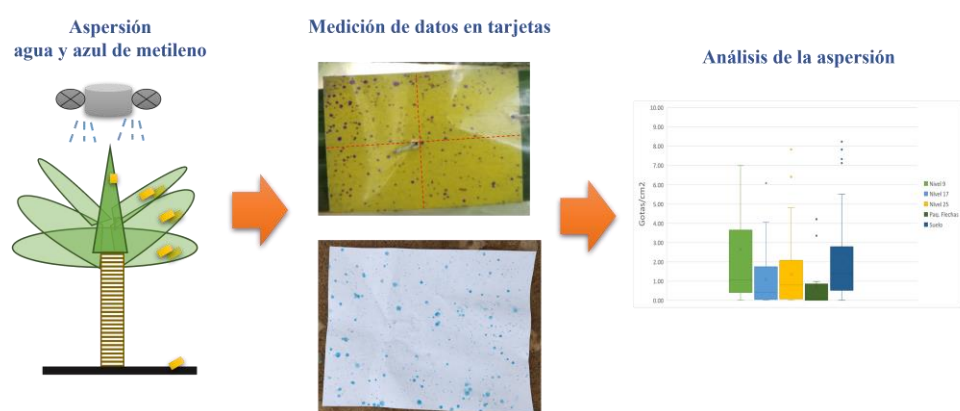 Aspersión
agua y azul de metileno
Medición de datos en tarjetas
Análisis de la aspersión
10.00
9.00
8.00
7.00
6.00
5.00
4.00
3.00
2.00
1.00
0.00
Gotas/cm2
Nivel 9
Nivel 17
Nivel 25
Paq. Flechas
Suelo